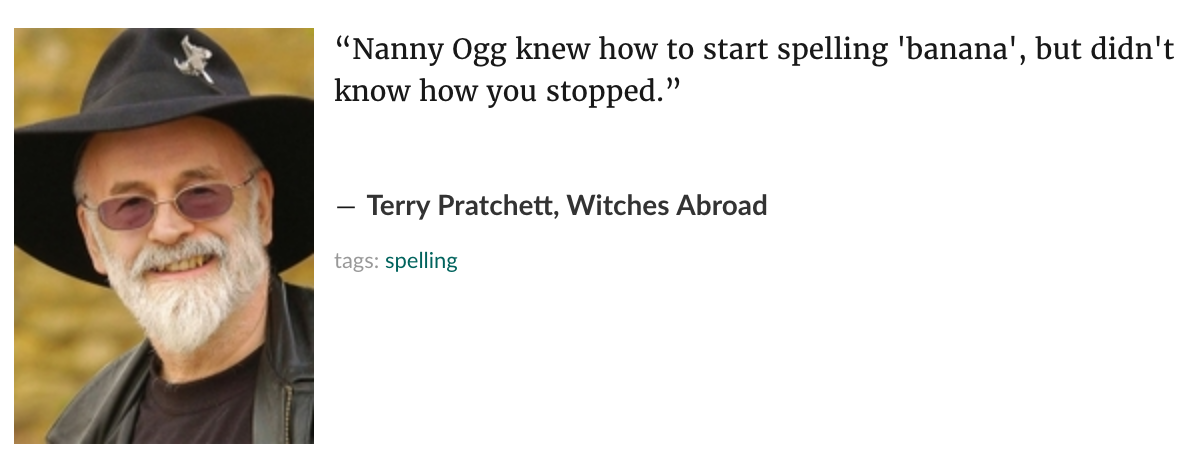 “Nanny Ogg knew how to start spelling 'banana', but didn't
know how you stopped.”
― Terry Pratchett, Witches Abroad
tags: spelling